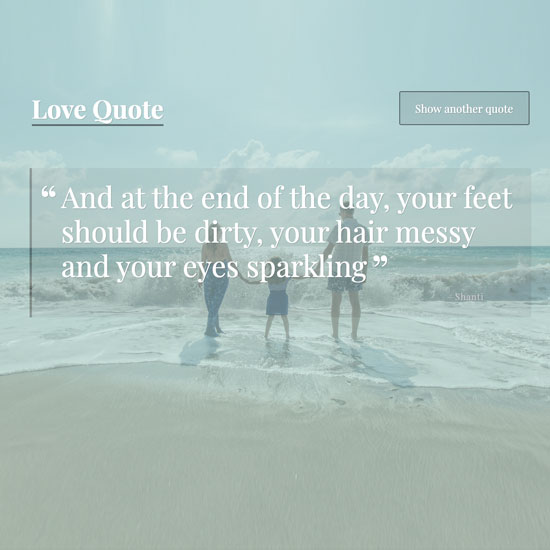 Love Quote
Show another quote
“ And at the end of the day, your feet
should be dirty, your hair messy
and your eyes sparkling ”
- Shanti